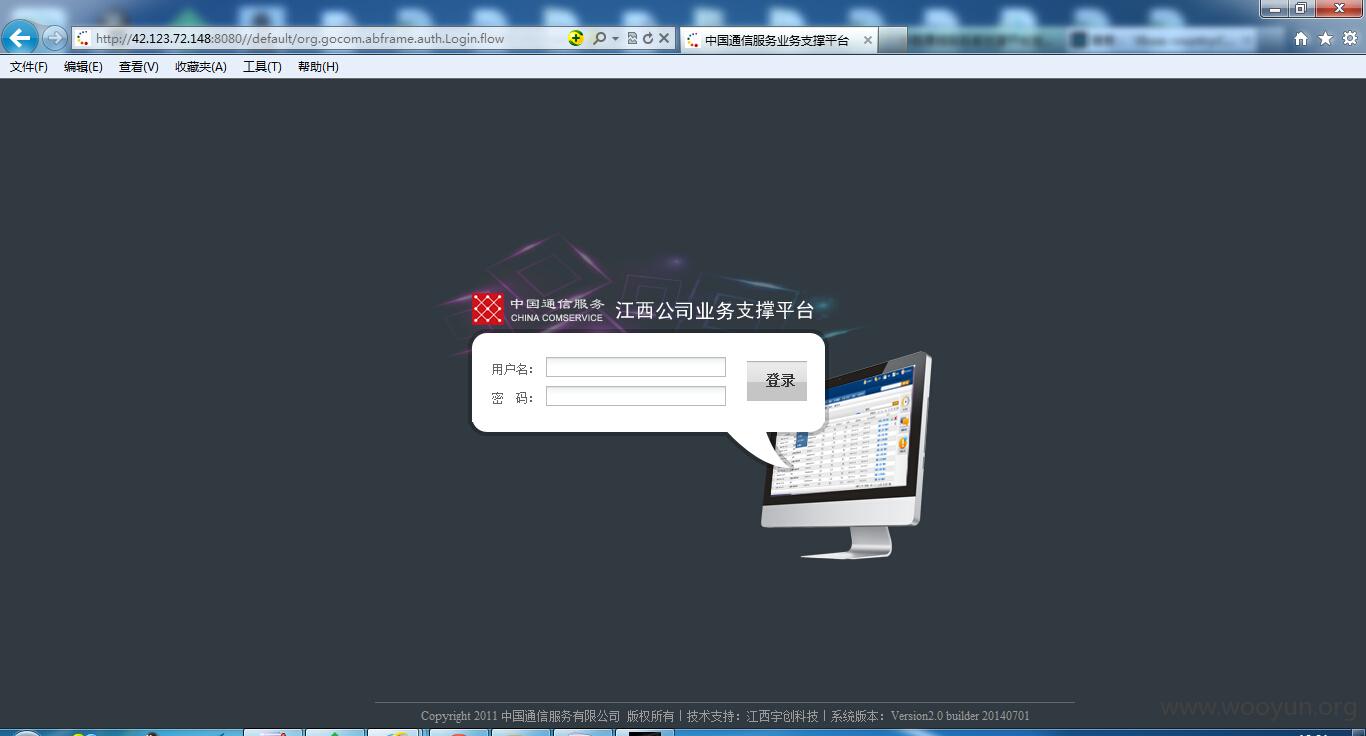 http://42.123.72.148:8080//default/org.gocom.abframe.auth.Login.flow
中国通信服务业务支撑平台
文件(F) 编辑(E) 查看(V) 收藏夹(A) 工具(T) 帮助(H)
中国通信服务
CHINA COMSERVICE
江西公司业务支撑平台
用户名：
密 码：
登录
Copyright 2011 中国通信服务有限公司 版权所有 | 技术支持：江西宇创科技 | 系统版本：Version2.0 builder 20140701
www.wooyun.org